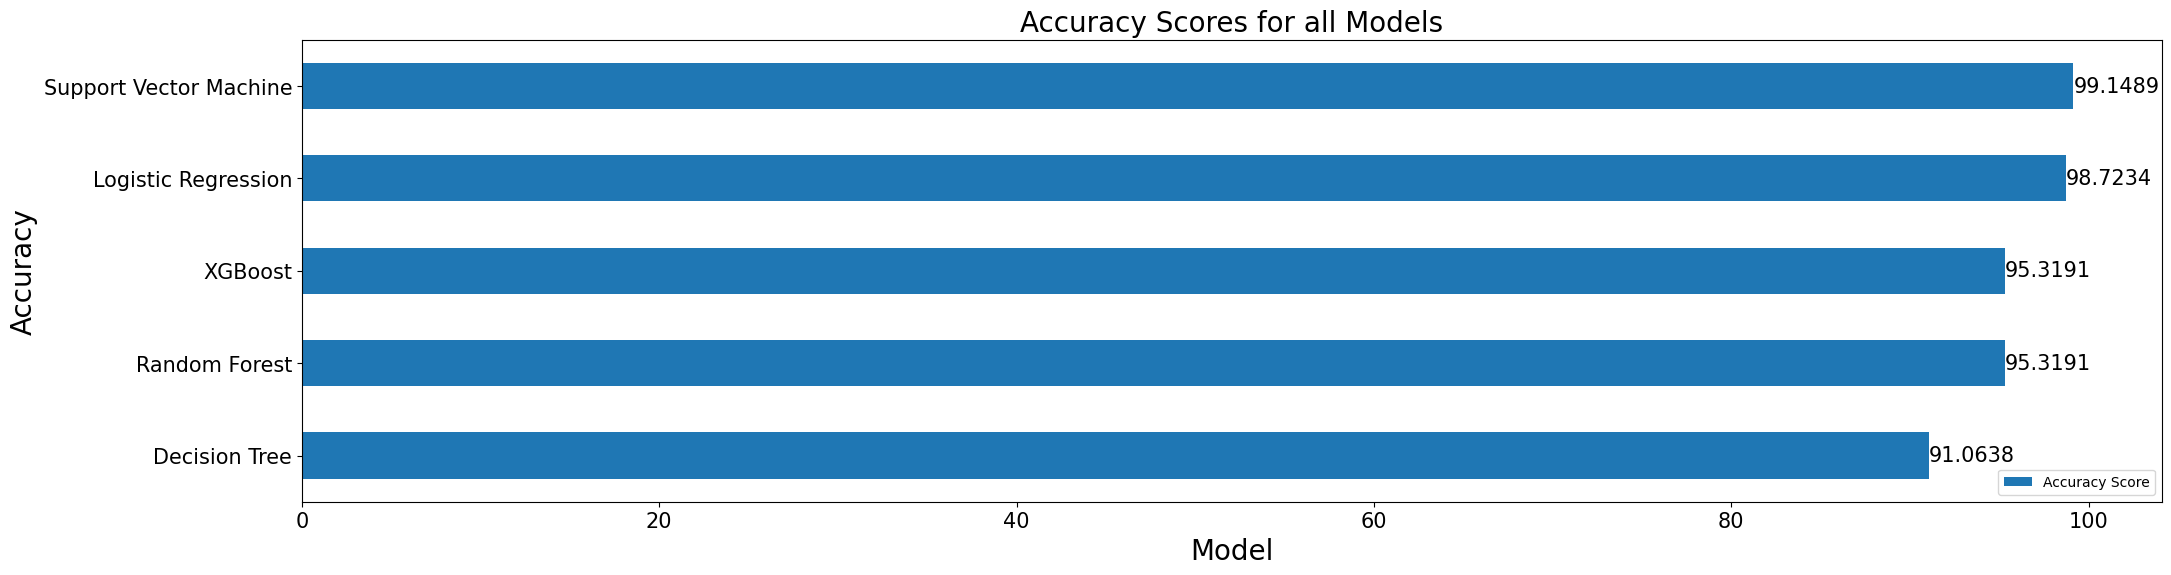 Accuracy Scores for all Models
Accuracy
Support Vector Machine
99.1489
Logistic Regression
98.7234
XGBoost
95.3191
Random Forest
95.3191
Decision Tree
91.0638
Accuracy Score
0 20 40 60 80 100
Model